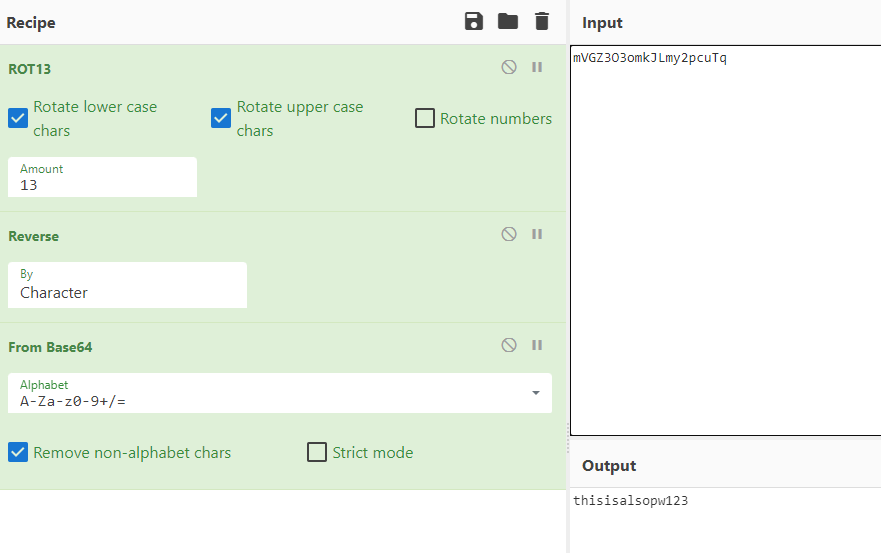 Recipe
Input
ROT13
Rotate lower case chars
Rotate upper case chars
Rotate numbers
Amount
13
Reverse
By
Character
From Base64
Alphabet
A-Za-z0-9+/=
Remove non-alphabet chars
Strict mode
mVGZ3O3omkJLmy2pcuTq
Output
thisisalsopw123